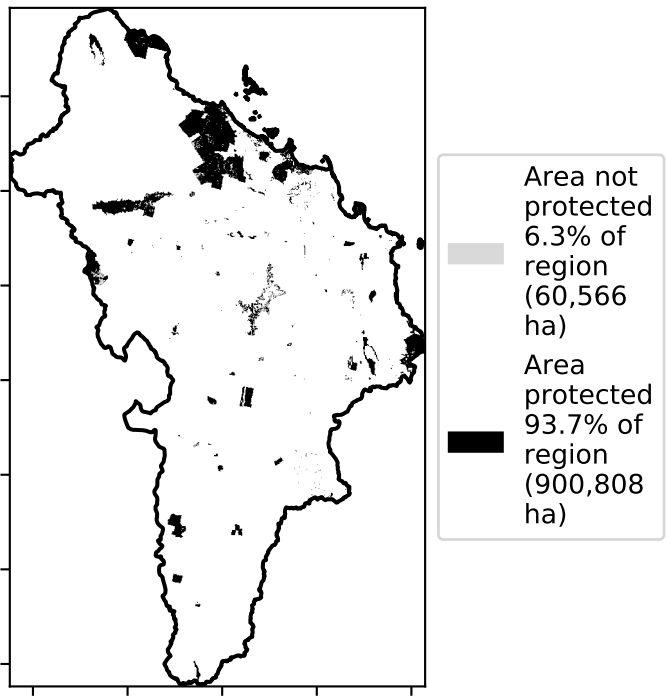 Area not
protected
6.3% of
region
(60,566
ha)
Area
protected
93.7% of
region
(900,808
ha)